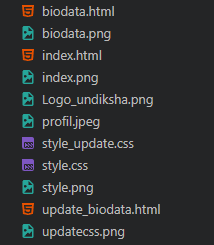 biodata.html
biodata.png
index.html
index.png
Logo_undiksha.png
profil.jpeg
style_update.css
style.css
style.png
update_biodata.html
updatecss.png